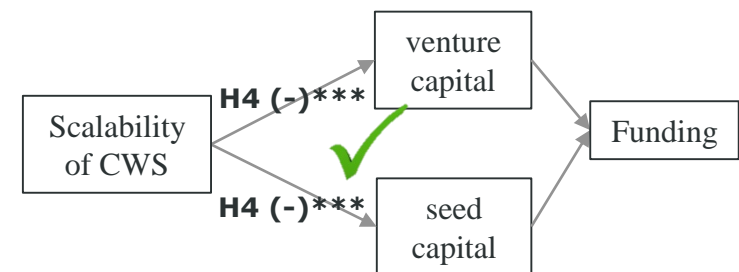 venture
capital
H4 (-)***
Scalability
of CWS
Funding
H4 (-)***
seed
capital